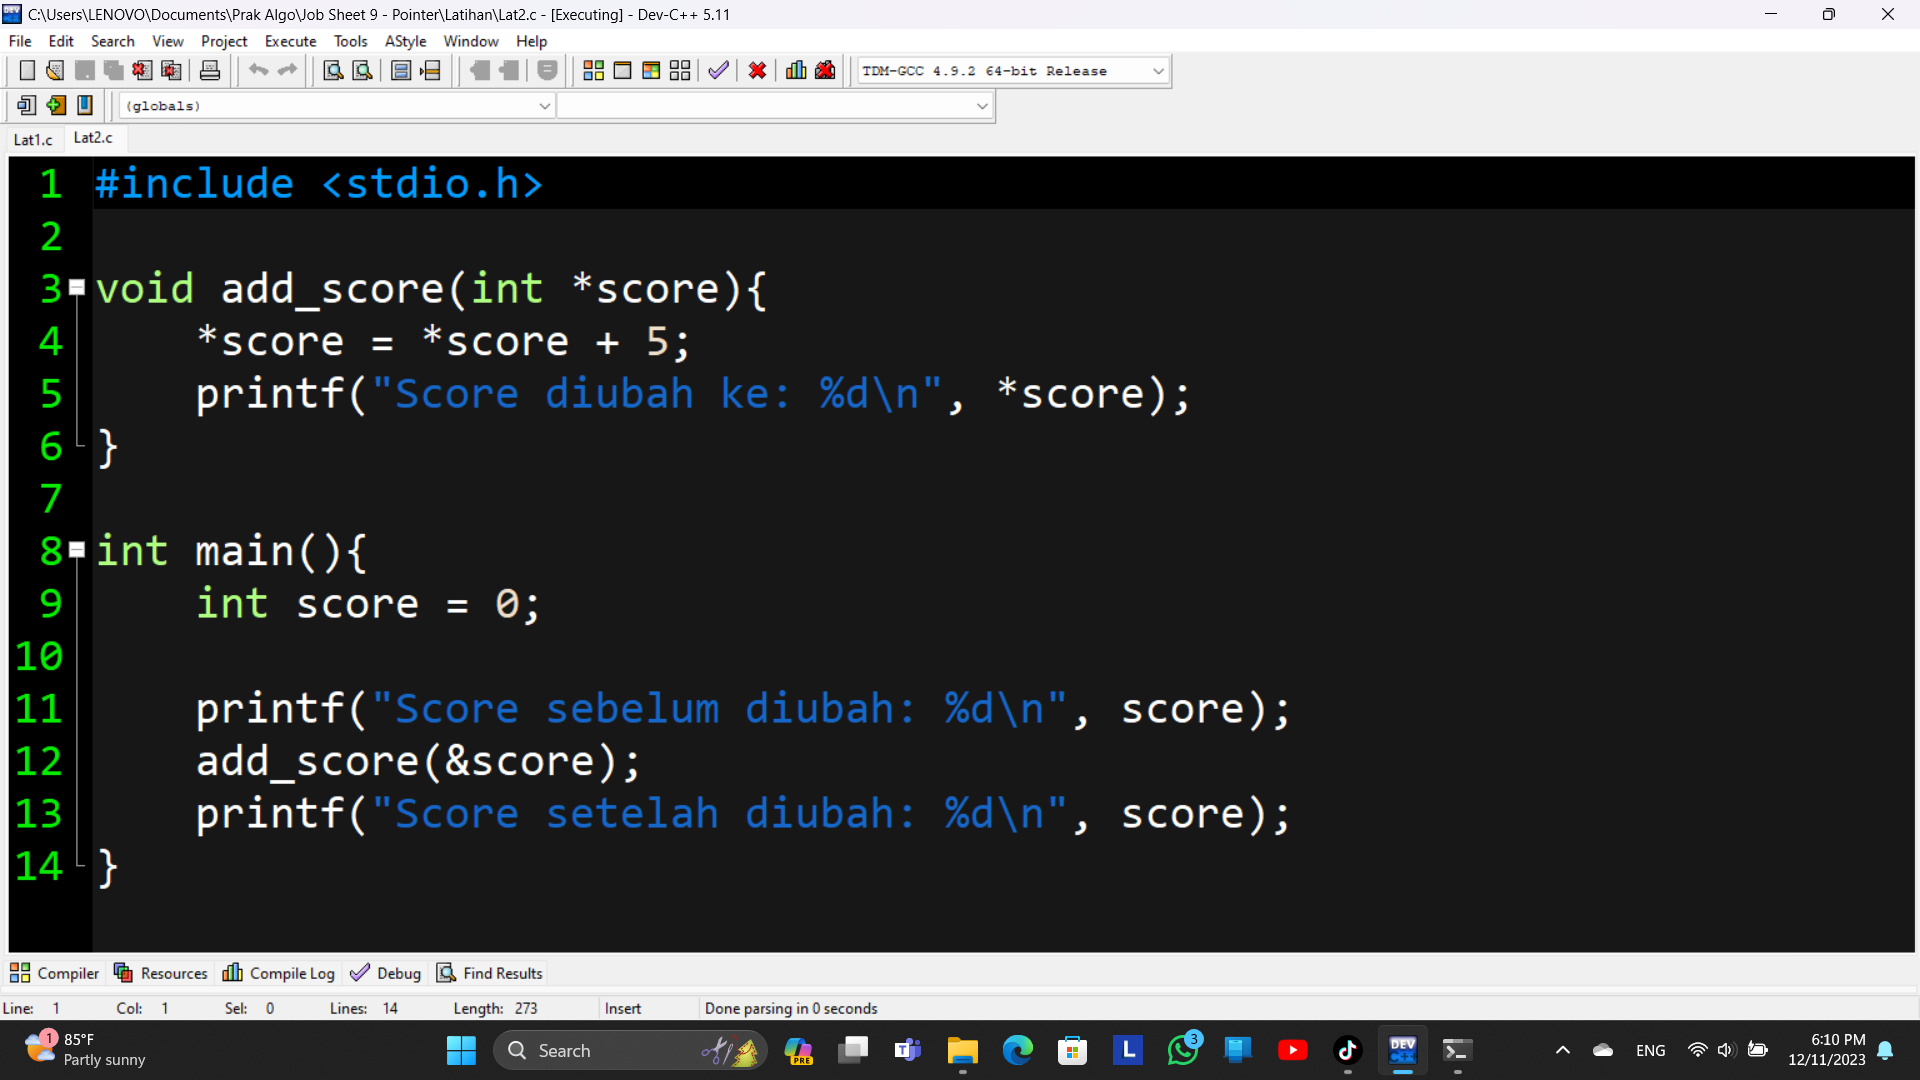 C:\Users\LENOVO\Documents\Prak Algo\Job Sheet 9 - Pointer\Latihan\Lat2.c - [Executing] - Dev-C++ 5.11
File Edit Search View Project Execute Tools AStyle Window Help
TDM-GCC 4.9.2 64-bit Release
(globals)
Lat1.c Lat2.c
1 #include <stdio.h>
2
3 void add_score(int *score){
4 *score = *score + 5;
5 printf("Score diubah ke: %d\n", *score);
6 }
7
8 int main(){
9 int score = 0;
10
11 printf("Score sebelum diubah: %d\n", score);
12 add_score(&score);
13 printf("Score setelah diubah: %d\n", score);
14 }
Compiler Resources Compile Log Debug Find Results
Line: 1 Col: 1 Sel: 0 Lines: 14 Length: 273 Insert Done parsing in 0 seconds
1 85°F
Partly sunny
Search
PRE
L
3
DEV
C++
ENG
6:10 PM
12/11/2023